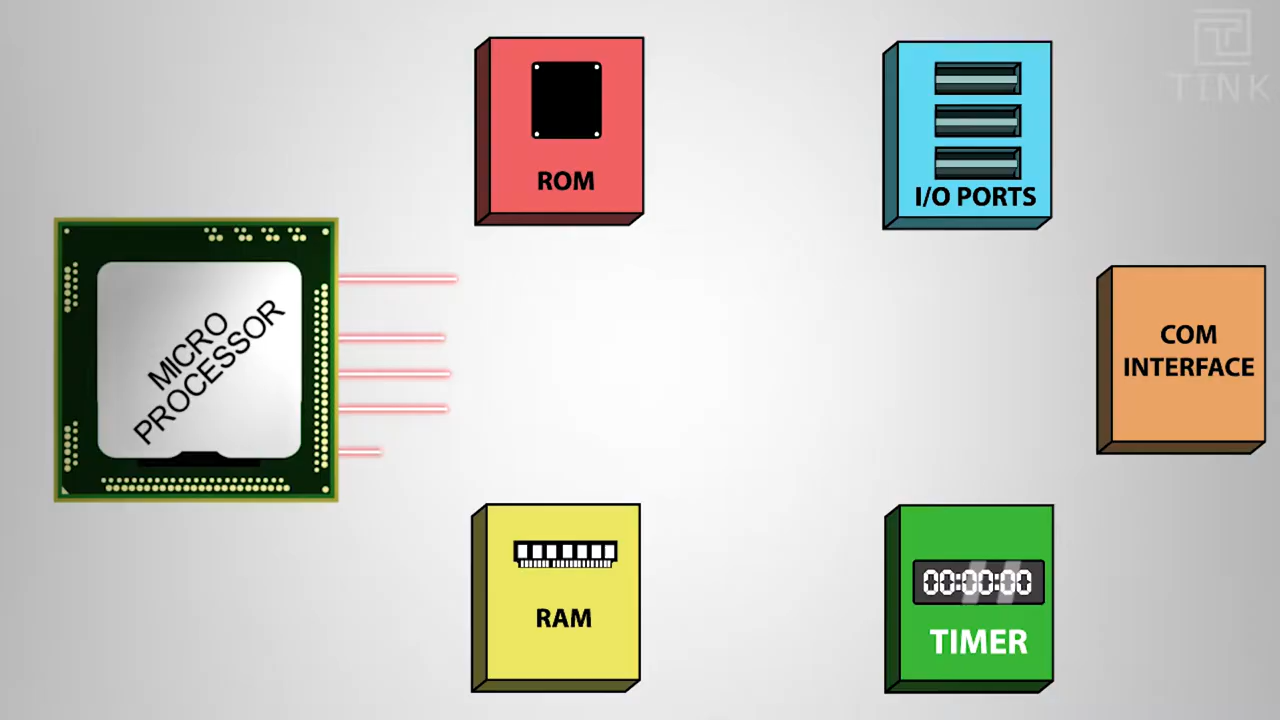 TINK
ROM
I/O PORTS
MICRO
PROCESSOR
COM
INTERFACE
RAM
00:00:00
TIMER